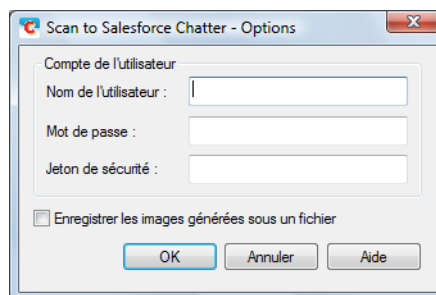 Scan to Salesforce Chatter - Options
Compte de l'utilisateur
Nom de l'utilisateur :
Mot de passe :
Jeton de sécurité :
Enregistrer les images générées sous un fichier
OK Annuler Aide